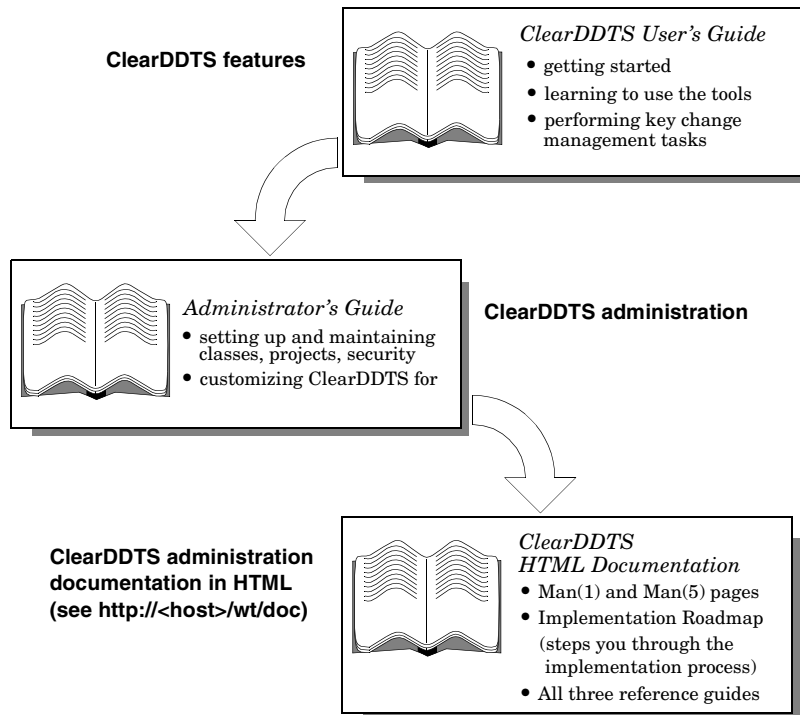 ClearDDTS features
ClearDDTS User's Guide
• getting started
• learning to use the tools
• performing key change
management tasks
Administrator's Guide
• setting up and maintaining
classes, projects, security
• customizing ClearDDTS for
ClearDDTS administration
ClearDDTS administration
documentation in HTML
(see http://<host>/wt/doc)
ClearDDTS
HTML Documentation
• Man(1) and Man(5) pages
• Implementation Roadmap
(steps you through the
implementation process)
• All three reference guides